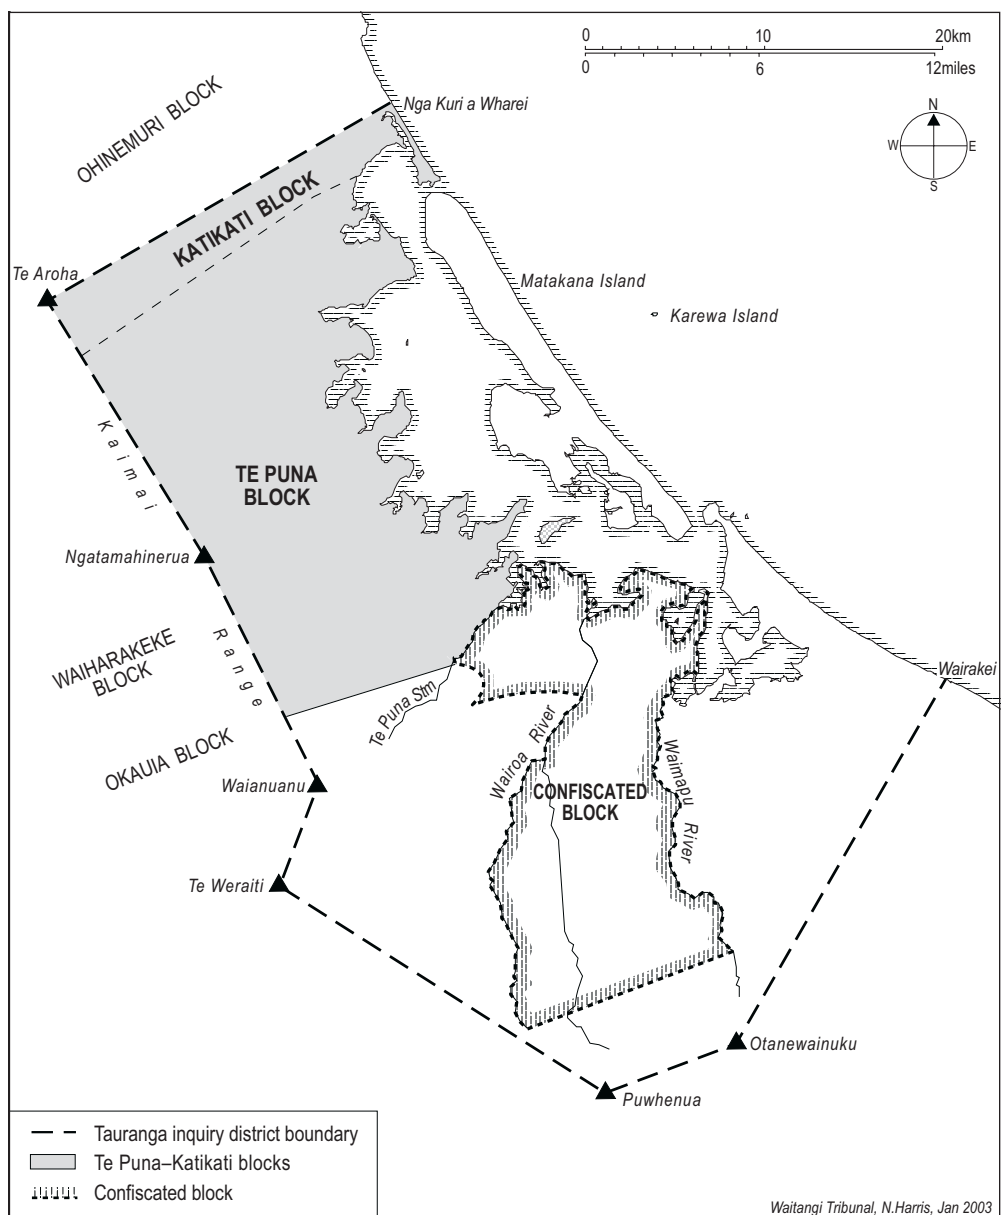 0 10 20km
0 6 12miles
N
W E
S
OHINEMURI BLOCK
Nga Kuri a Wharei
KATIKATI BLOCK
Te Aroha
Matakana Island
Karewa Island
Kaimai
TE PUNA
BLOCK
Ngatamahinerua
Range
WAIHARAKEKE
BLOCK
Wairakei
Te Puna Stm
OKAUIA BLOCK
Wairoa River
Waimapu River
Waianuanu
CONFISCATED
BLOCK
Te Weraiti
Otanewainuku
Puwhenua
Tauranga inquiry district boundary
Te Puna–Katikati blocks
Confiscated block
Waitangi Tribunal, N.Harris, Jan 2003